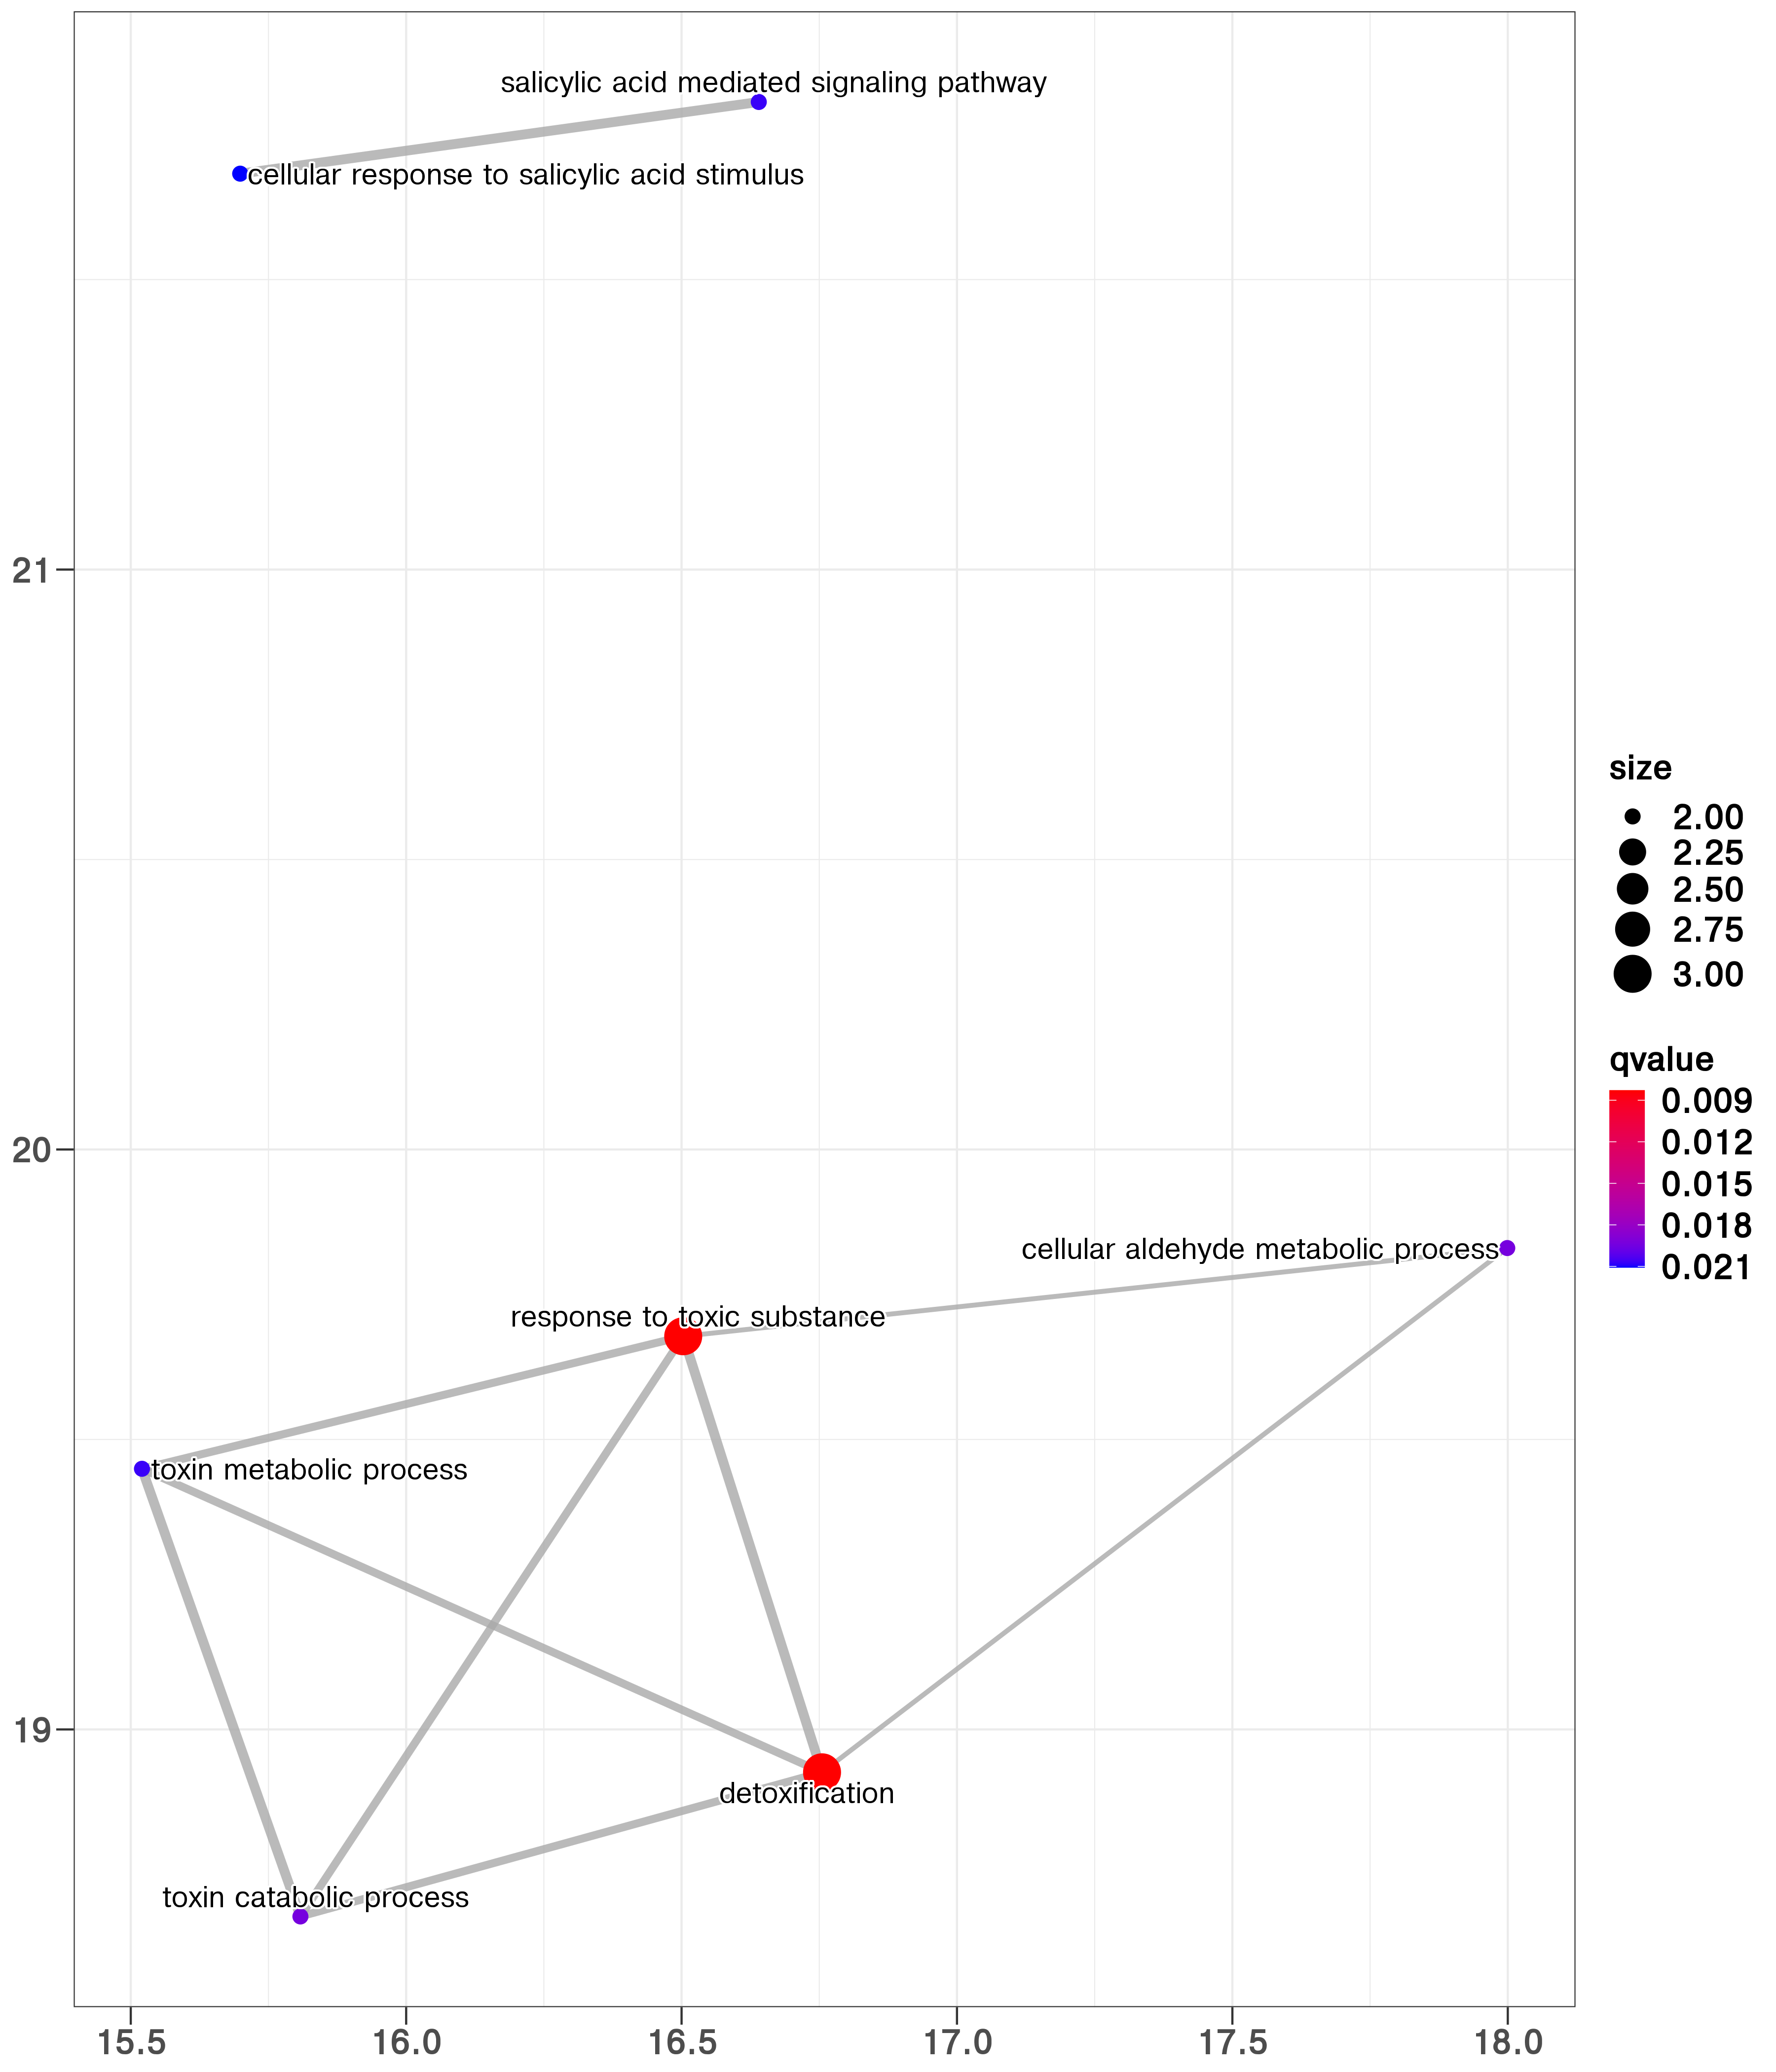 salicylic acid mediated signaling pathway
cellular response to salicylic acid stimulus
21
20
19
cellular aldehyde metabolic process
response to toxic substance
toxin metabolic process
detoxification
toxin catabolic process
15.5 16.0 16.5 17.0 17.5 18.0
size
2.00
2.25
2.50
2.75
3.00
qvalue
0.009
0.012
0.015
0.018
0.021